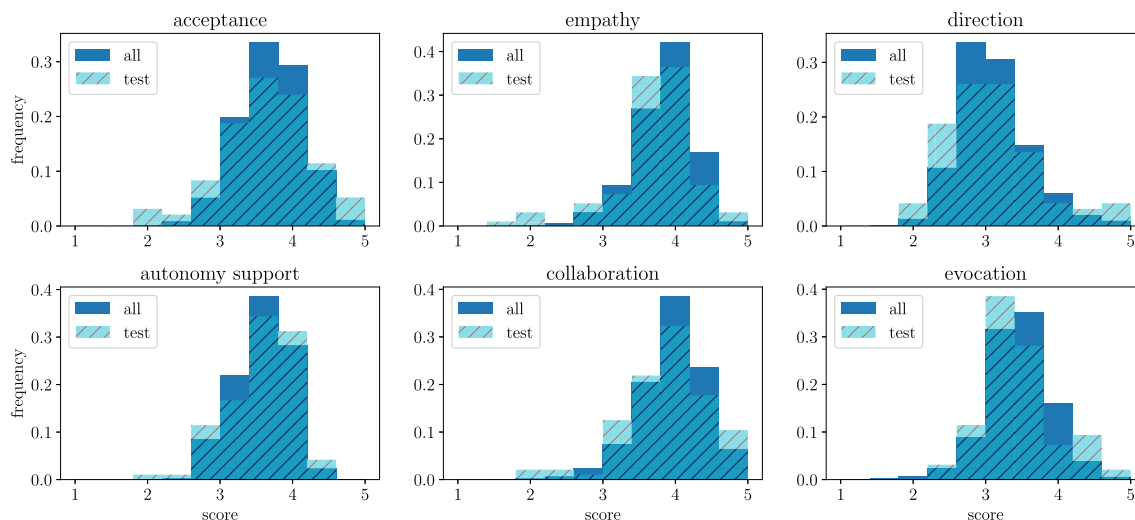 acceptance
frequency
0.3
0.2
0.1
0.0
all
test
1 2 3 4 5
empathy
0.4
0.3
0.2
0.1
0.0
all
test
1 2 3 4 5
direction
0.3
0.2
0.1
0.0
all
test
1 2 3 4 5
autonomy support
frequency
0.4
0.3
0.2
0.1
0.0
all
test
1 2 3 4 5
score
collaboration
0.4
0.3
0.2
0.1
0.0
all
test
1 2 3 4 5
score
evocation
0.4
0.3
0.2
0.1
0.0
all
test
1 2 3 4 5
score